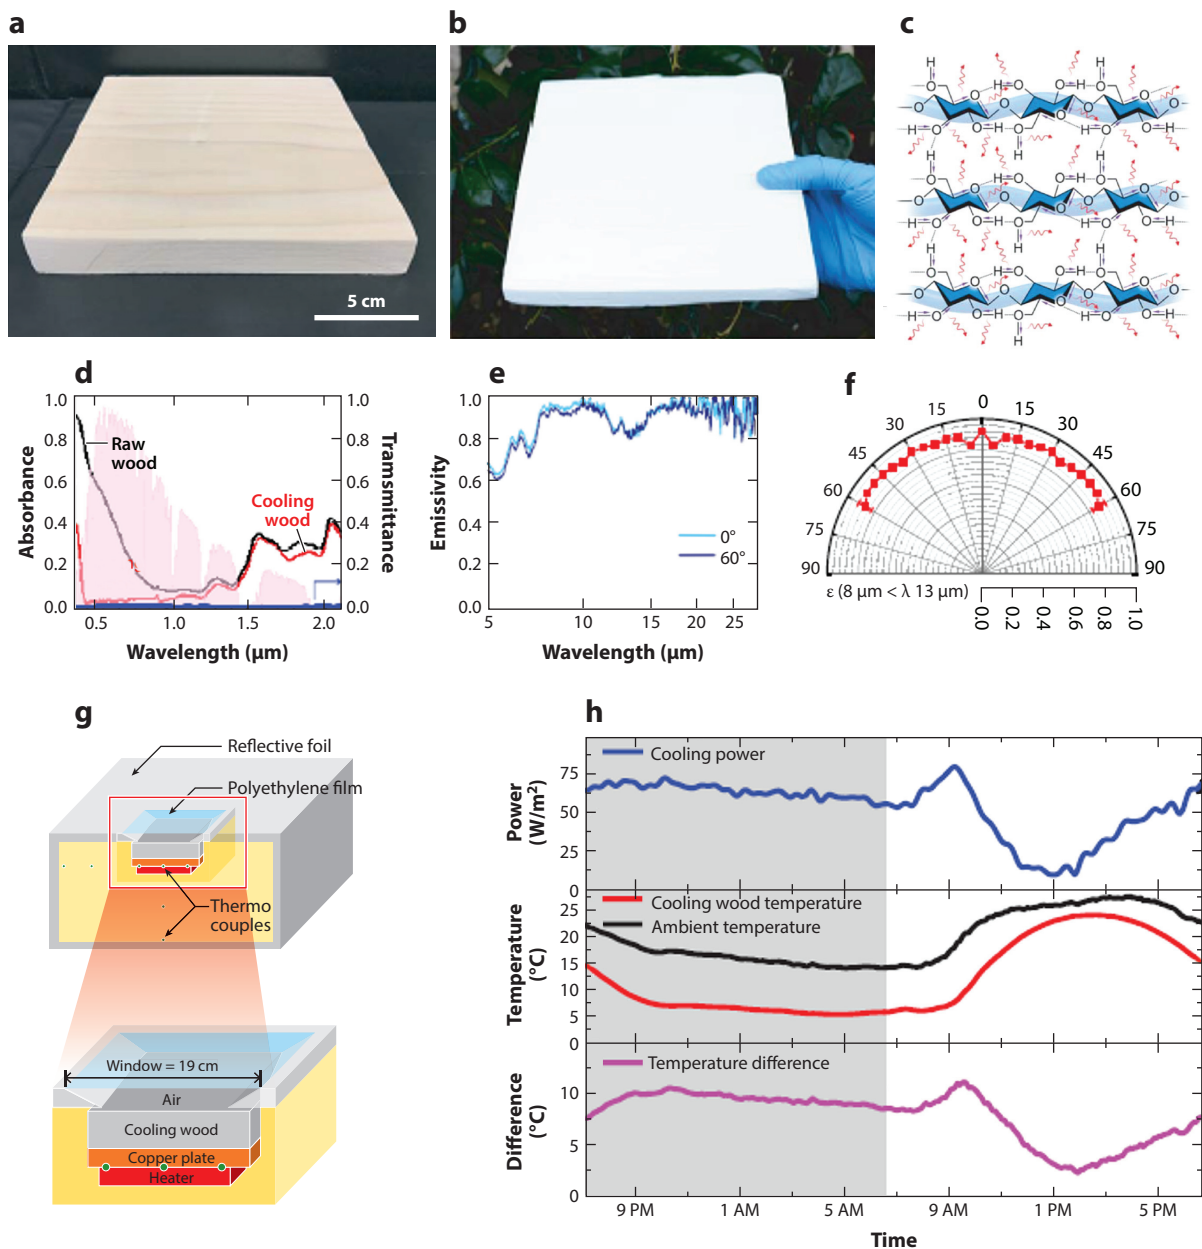 a
b
c
5 cm
d
Absorbance
1.0
0.8
0.6
0.4
0.2
0.0
Raw
wood
Cooling
wood
1.0
0.8
0.6
0.4
0.2
0.0
Tramsmittance
0.5
1.0
1.5
2.0
Wavelength (μm)
e
Emissivity
1.0
0.8
0.6
0.4
0.2
0.0
0°
60°
5
10
15
20
25
Wavelength (μm)
f
90
75
60
45
30
15
0
15
30
45
60
75
90
ε (8 μm < λ 13 μm)
0.0
0.2
0.4
0.6
0.8
1.0
g
Reflective foil
Polyethylene film
Thermo
couples
Window = 19 cm
Air
Cooling wood
Copper plate
Heater
h
Power
(W/m²)
75
50
25
0
Cooling power
Temperature
(°C)
25
20
15
10
5
0
Cooling wood temperature
Ambient temperature
Difference
(°C)
10
5
0
Temperature difference
9 PM
1 AM
5 AM
9 AM
1 PM
5 PM
Time